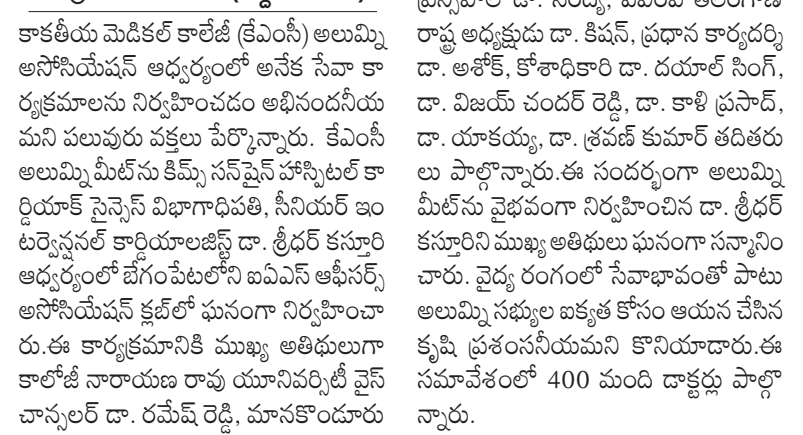 కాకతీయ మెడికల్ కాలేజీ (కేఎంసీ) అలుమ్ని
అసోసియేషన్ ఆధ్వర్యంలో అనేక సేవా కా
ర్యక్రమాలను నిర్వహించడం అభినందనీయ
మని పలువురు వక్తలు పేర్కొన్నారు. కేఎంసీ
అలుమ్ని మీట్‌ను కిమ్స్ సన్‌షైన్ హాస్పిటల్ కా
ర్డియాక్ సైన్సెస్ విభాగాధిపతి, సీనియర్ ఇం
టర్వెన్షనల్ కార్డియాలజిస్ట్ డా. శ్రీధర్ కస్తూరి
ఆధ్వర్యంలో బేగంపేటలోని ఐఏఎస్ ఆఫీసర్స్
అసోసియేషన్ క్లబ్‌లో ఘనంగా నిర్వహించా
రు.ఈ కార్యక్రమానికి ముఖ్య అతిథులుగా
కాలోజీ నారాయణ రావు యూనివర్సిటీ వైస్
చాన్సలర్ డా. రమేష్ రెడ్డి, మానకొండూరు
రాష్ట్ర అధ్యక్షుడు డా. కిషన్, ప్రధాన కార్యదర్శి
డా. అశోక్, కోశాధికారి డా. దయాల్ సింగ్,
డా. విజయ్ చందర్ రెడ్డి, డా. కాళి ప్రసాద్,
డా. యాకయ్య, డా. శ్రవణ్ కుమార్ తదితరు
లు పాల్గొన్నారు.ఈ సందర్భంగా అలుమ్ని
మీట్‌ను వైభవంగా నిర్వహించిన డా. శ్రీధర్
కస్తూరిని ముఖ్య అతిథులు ఘనంగా సన్మానిం
చారు. వైద్య రంగంలో సేవాభావంతో పాటు
అలుమ్ని సభ్యుల ఐక్యత కోసం ఆయన చేసిన
కృషి ప్రశంసనీయమని కొనియాడారు.ఈ
సమావేశంలో 400 మంది డాక్టర్లు పాల్గొ
న్నారు.